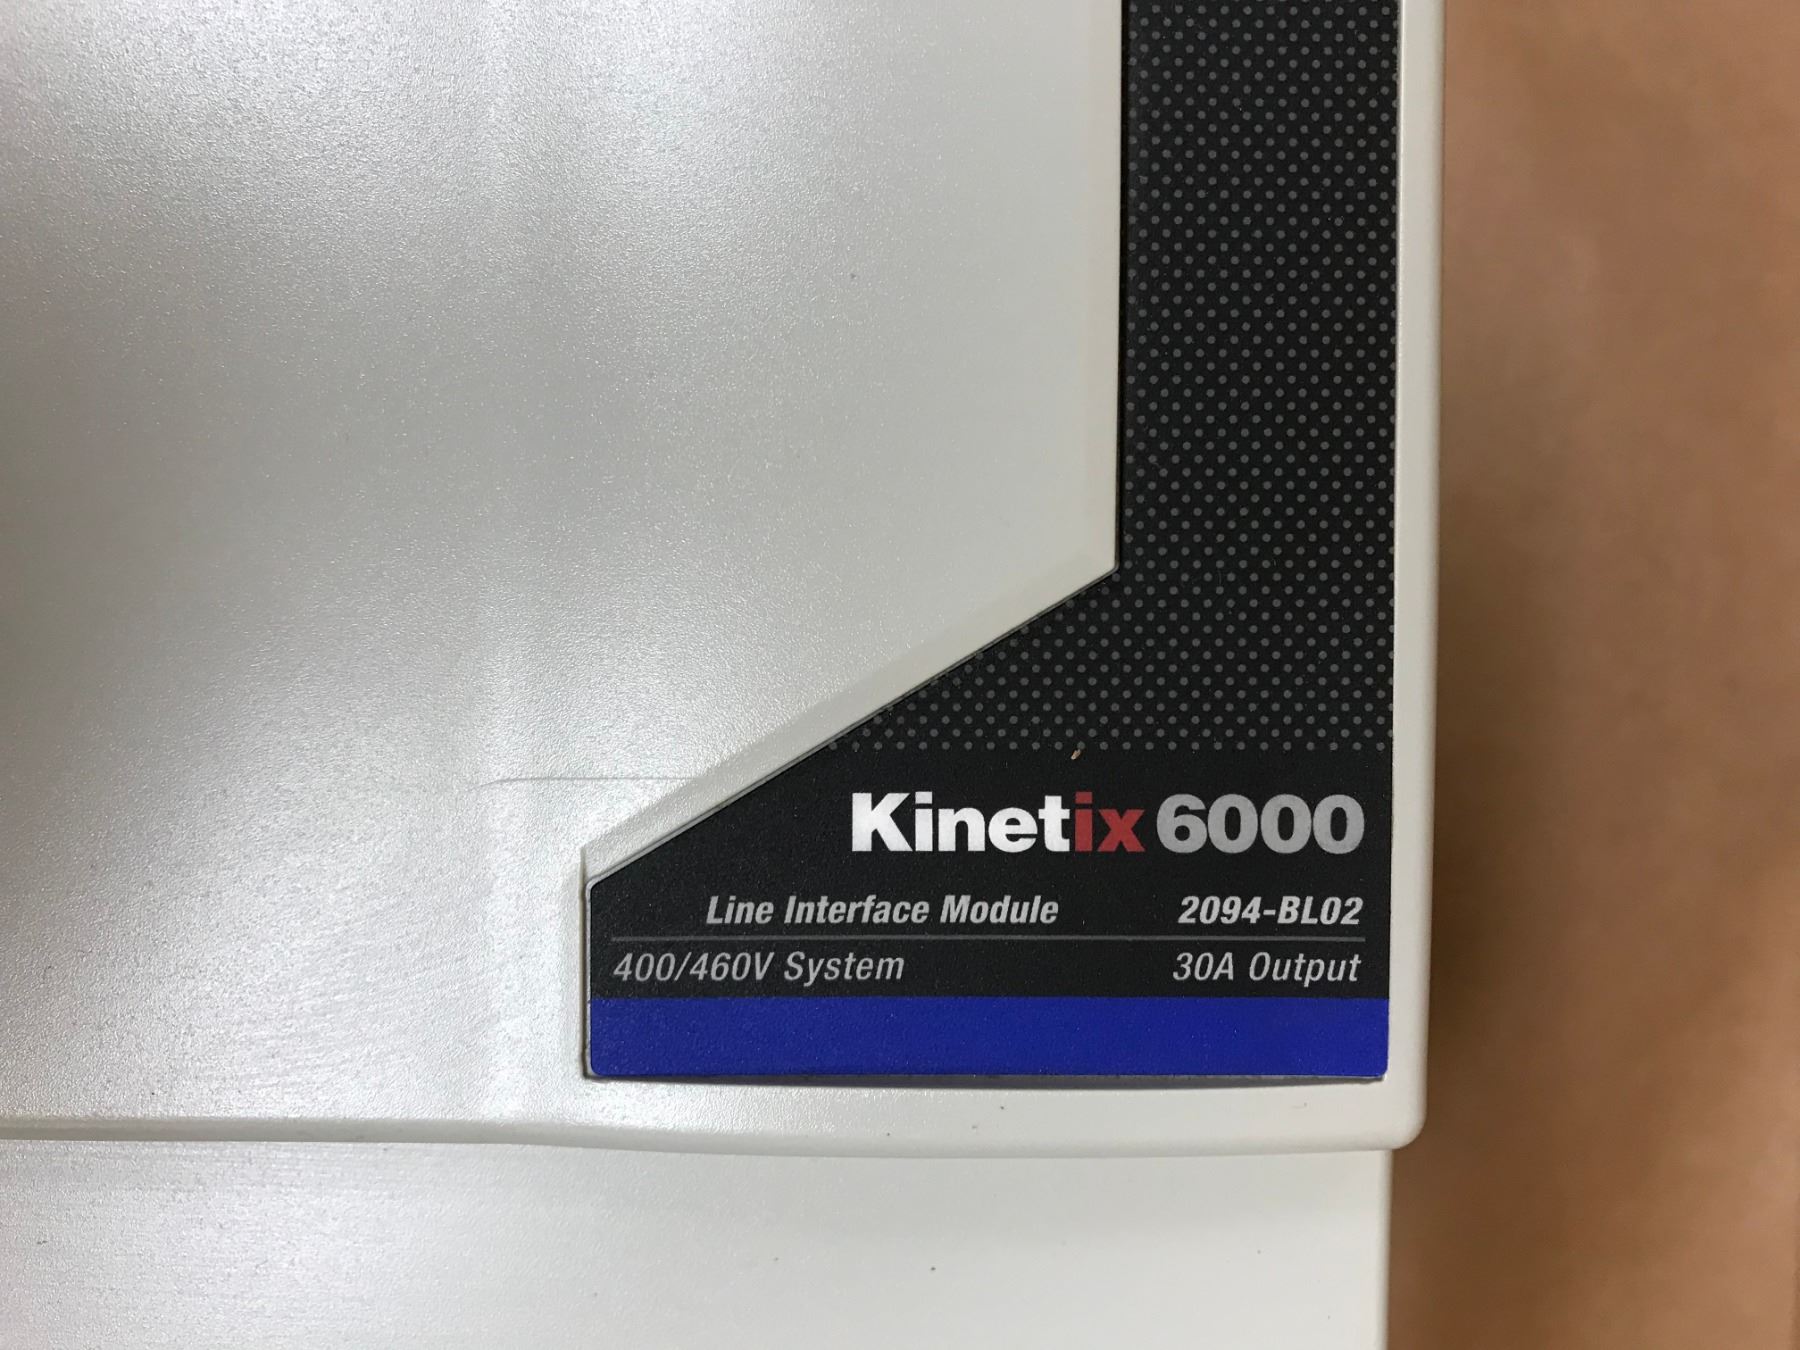 Kinetix 6000
Line Interface Module 2094-BL02
400/460V System 30A Output